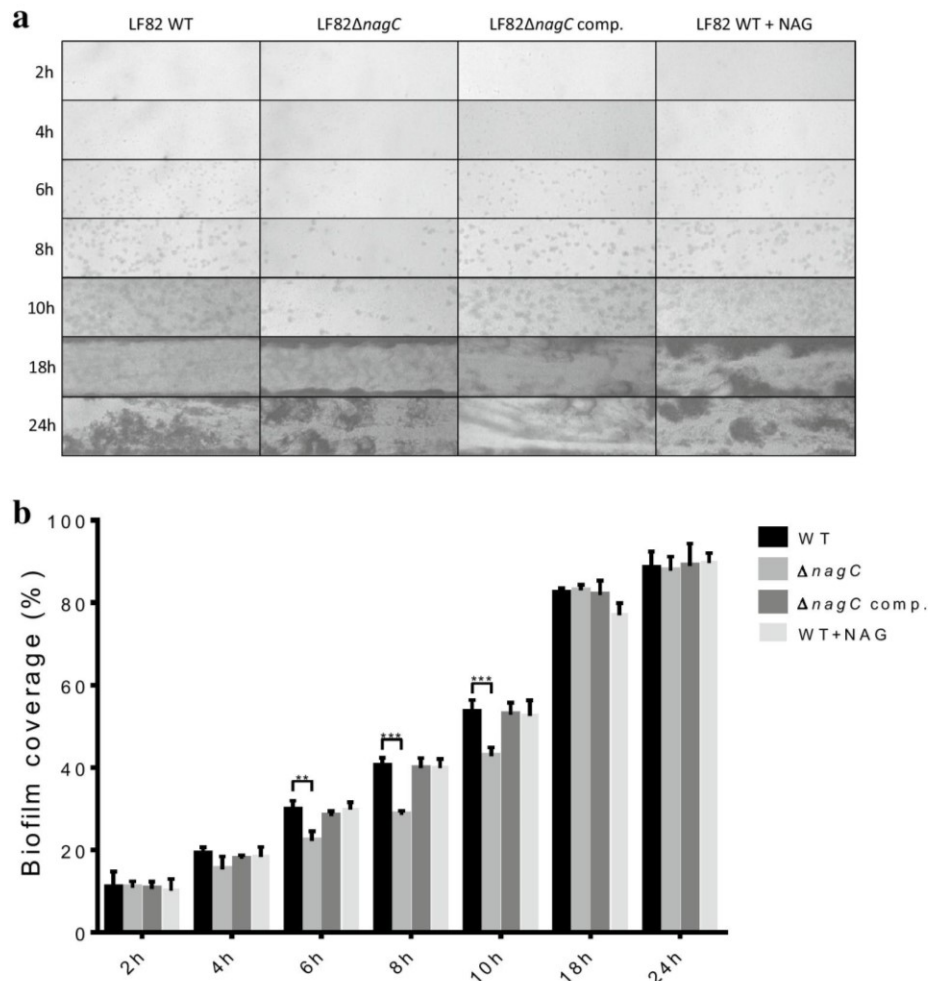 a
LF82 WT LF82ΔnagC LF82ΔnagC comp. LF82 WT + NAG
2h
4h
6h
8h
10h
18h
24h
b
Biofilm coverage (%)
100
80
60
40
20
0
** *** ***
2h 4h 6h 8h 10h 18h 24h
WT
ΔnagC
ΔnagC comp.
WT+NAG